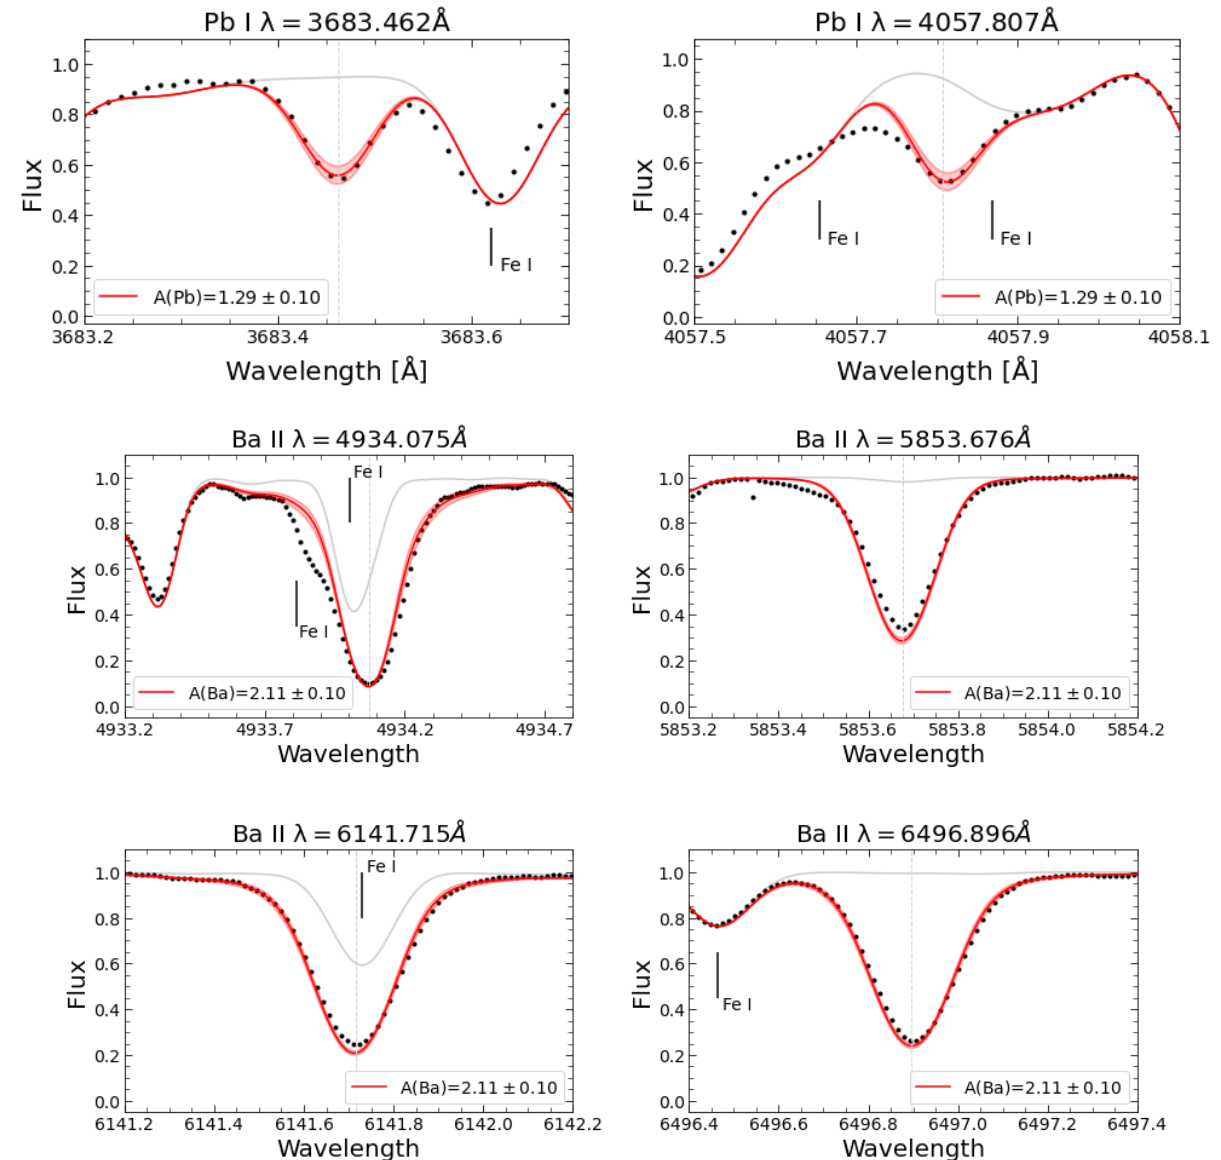 Pb I λ = 3683.462Å
Flux
1.0
0.8
0.6
0.4
0.2
0.0
Fe I
A(Pb)=1.29 ± 0.10
3683.2 3683.4 3683.6
Wavelength [Å]
Pb I λ = 4057.807Å
Flux
1.0
0.8
0.6
0.4
0.2
0.0
Fe I
Fe I
A(Pb)=1.29 ± 0.10
4057.5 4057.7 4057.9 4058.1
Wavelength [Å]
Ba II λ = 4934.075Å
Flux
1.0
0.8
0.6
0.4
0.2
0.0
Fe I
Fe I
A(Ba)=2.11 ± 0.10
4933.2 4933.7 4934.2 4934.7
Wavelength
Ba II λ = 5853.676Å
Flux
1.0
0.8
0.6
0.4
0.2
0.0
A(Ba)=2.11 ± 0.10
5853.2 5853.4 5853.6 5853.8 5854.0 5854.2
Wavelength
Ba II λ = 6141.715Å
Flux
1.0
0.8
0.6
0.4
0.2
0.0
Fe I
A(Ba)=2.11 ± 0.10
6141.2 6141.4 6141.6 6141.8 6142.0 6142.2
Wavelength
Ba II λ = 6496.896Å
Flux
1.0
0.8
0.6
0.4
0.2
0.0
Fe I
A(Ba)=2.11 ± 0.10
6496.4 6496.6 6496.8 6497.0 6497.2 6497.4
Wavelength